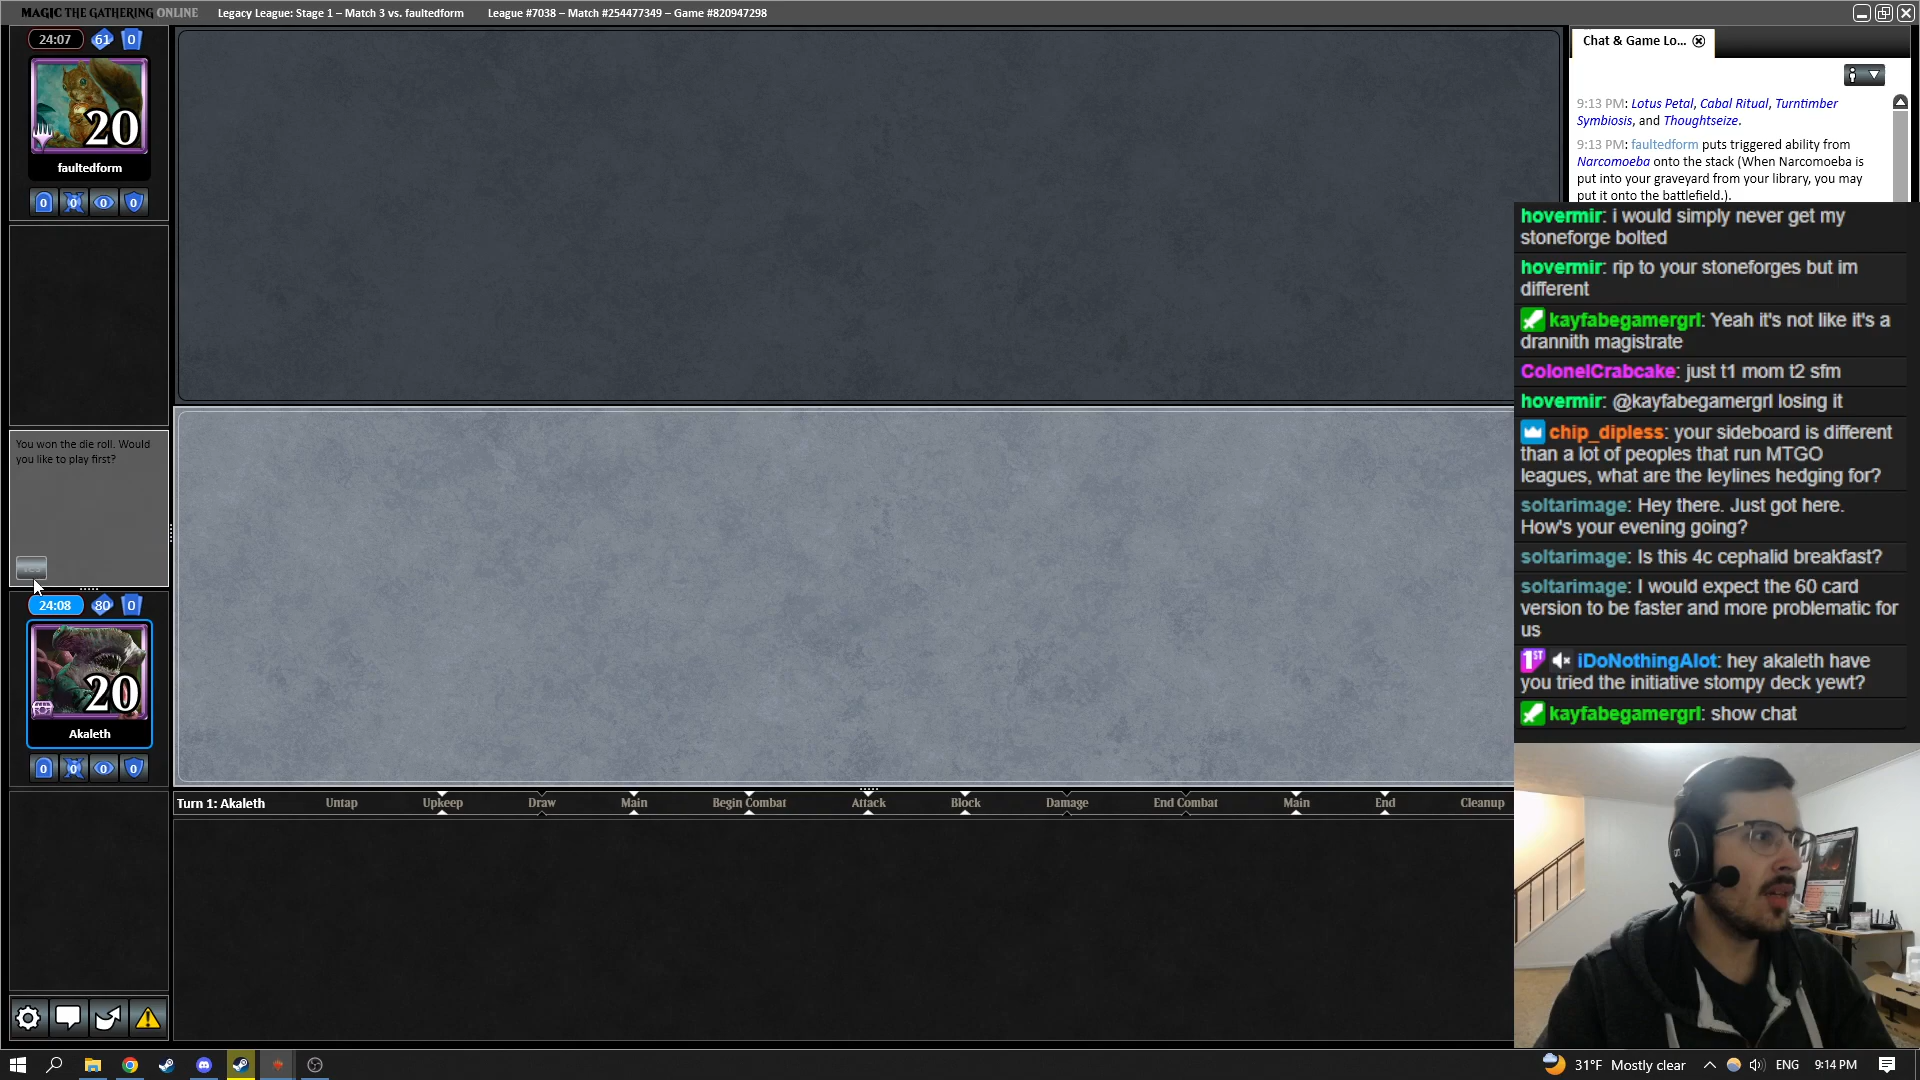 MAGIC THE GATHERING ONLINE Legacy League: Stage 1 – Match 3 vs. faultedform League #7038 – Match #254477349 – Game #820947298
24:07 61 0
20
faultedform
0 0 0 0
You won the die roll. Would
you like to play first?
24:08 80 0
20
Akaleth
0 0 0 0
Turn 1: Akaleth Untap Upkeep Draw Main Begin Combat Attack Block Damage End Combat Main End Cleanup
Chat & Game Lo...
9:13 PM: Lotus Petal, Cabal Ritual, Turntimber
Symbiosis, and Thoughtseize.
9:13 PM: faultedform puts triggered ability from
Narcomoeba onto the stack (When Narcomoeba is
put into your graveyard from your library, you may
put it onto the battlefield.).
hovermir: i would simply never get my
stoneforge bolted
hovermir: rip to your stoneforges but im
different
kayfabegamergrl: Yeah it's not like it's a
drannith magistrate
ColonelCrabcake: just t1 mom t2 sfm
hovermir: @kayfabegamergrl losing it
chip_dipless: your sideboard is different
than a lot of peoples that run MTGO
leagues, what are the leylines hedging for?
soltarimage: Hey there. Just got here.
How's your evening going?
soltarimage: Is this 4c cephalid breakfast?
soltarimage: I would expect the 60 card
version to be faster and more problematic for
us
1ST iDoNothingAlot: hey akaleth have
you tried the initiative stompy deck yewt?
kayfabegamergrl: show chat
31°F Mostly clear ENG 9:14 PM